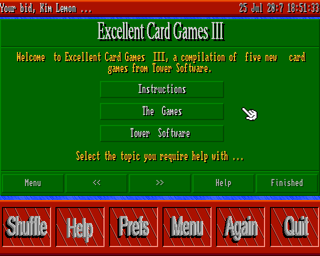 Your bid, Kim Lemon ... 25 Jul 28:7 18:51:33
Excellent Card Games III
Welcome to Excellent Card Games III, a compilation of five new card
games from Tower Software.
Instructions
The Games
Tower Software
Select the topic you require help with ...
Menu << >> Help Finished
Shuffle Help Prefs Menu Again Quit